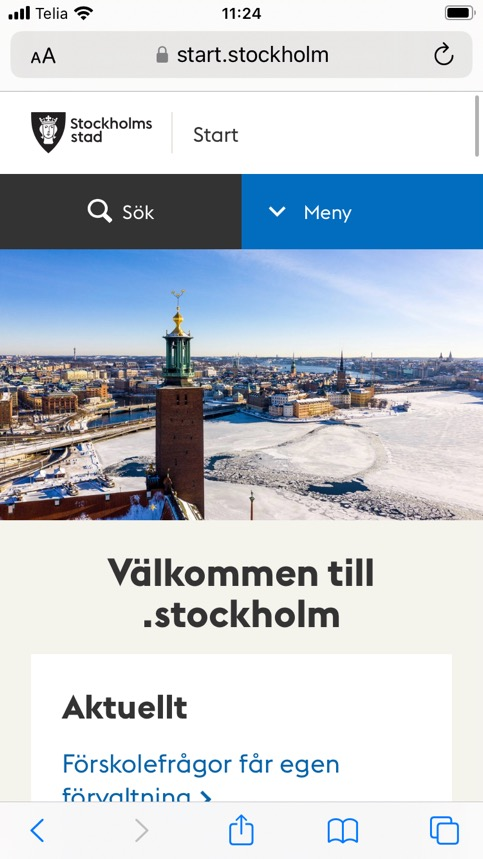 Telia 11:24
AA start.stockholm
Stockholms
stad
Start
Sök Meny
Välkommen till
.stockholm
Aktuellt
Förskolefrågor får egen
förvaltning